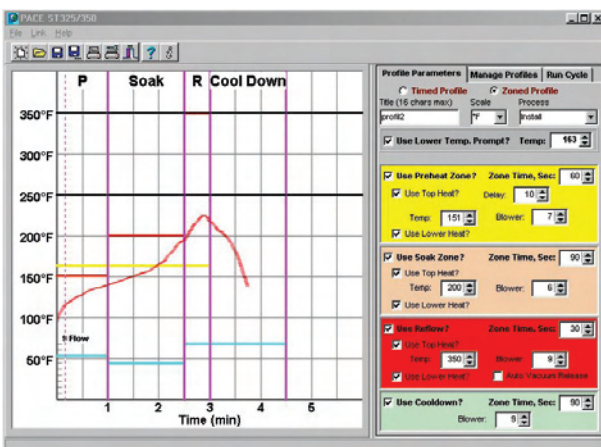 PACE ST325/350
File Link Help
P Soak R Cool Down
350°F
300°F
250°F
200°F
150°F
100°F
50°F
Flow
1 2 3 4 5
Time (min)
Profile Parameters Manage Profiles Run Cycle
Timed Profile Zoned Profile
Title (16 chars max) Scale Process
profil2 °F Install
Use Lower Temp. Prompt? Temp: 163
Use Preheat Zone? Zone Time, Sec: 60
Use Top Heat? Delay: 10
Temp: 151 Blower: 7
Use Lower Heat?
Use Soak Zone? Zone Time, Sec: 90
Use Top Heat?
Temp: 200 Blower: 6
Use Lower Heat?
Use Reflow? Zone Time, Sec: 30
Use Top Heat?
Temp: 350 Blower: 9
Use Lower Heat? Auto Vacuum Release
Use Cooldown? Zone Time, Sec: 90
Blower: 9